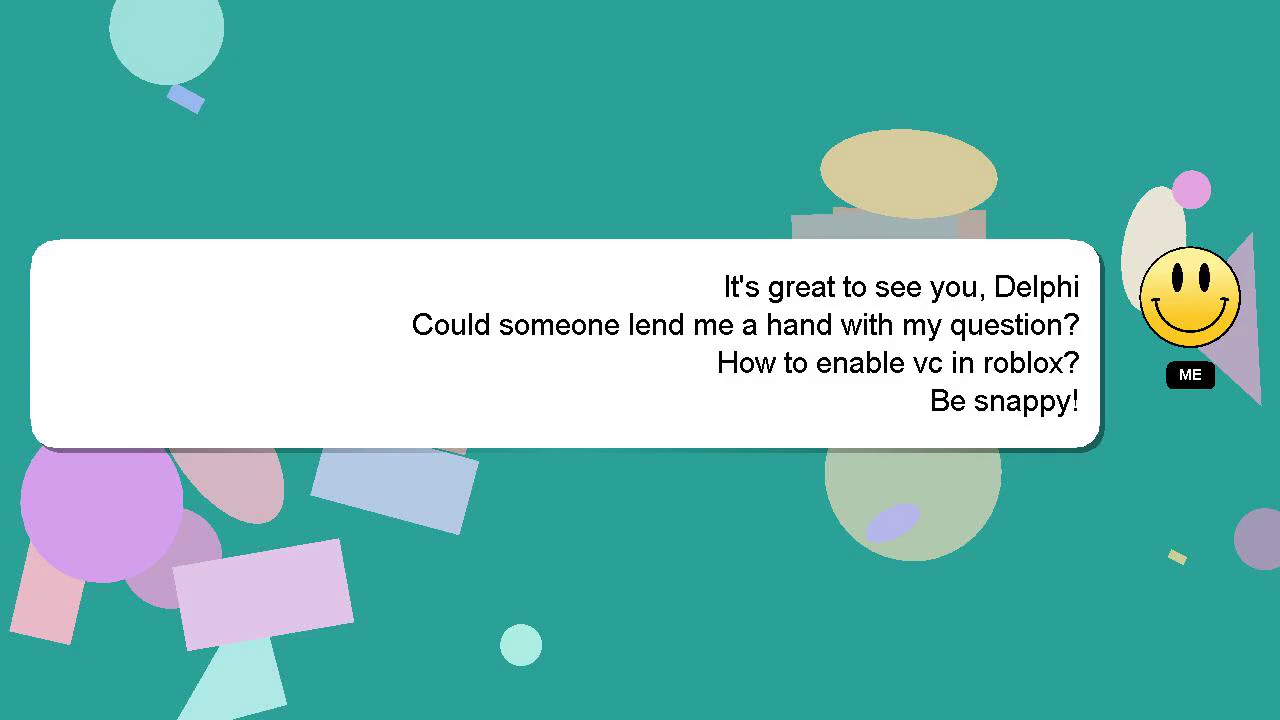 It's great to see you, Delphi
Could someone lend me a hand with my question?
How to enable vc in roblox?
Be snappy!
ME